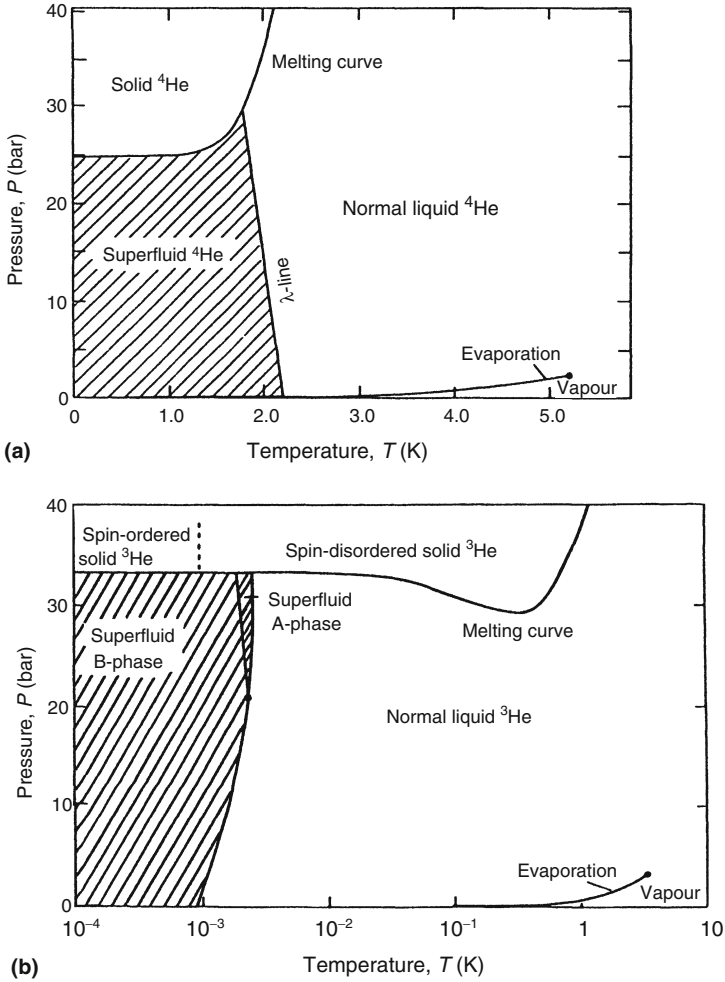 40
Melting curve
Solid ⁴He
30
Pressure, P (bar)
20
Normal liquid ⁴He
Superfluid ⁴He
λ-line
10
Evaporation
Vapour
0
0 1.0 2.0 3.0 4.0 5.0
(a)
Temperature, T (K)
40
Spin-ordered
solid ³He
Spin-disordered solid ³He
30
Superfluid
A-phase
Melting curve
Superfluid
B-phase
Pressure, P (bar)
20
Normal liquid ³He
10
Evaporation
Vapour
0
10⁻⁴ 10⁻³ 10⁻² 10⁻¹ 1 10
(b)
Temperature, T (K)